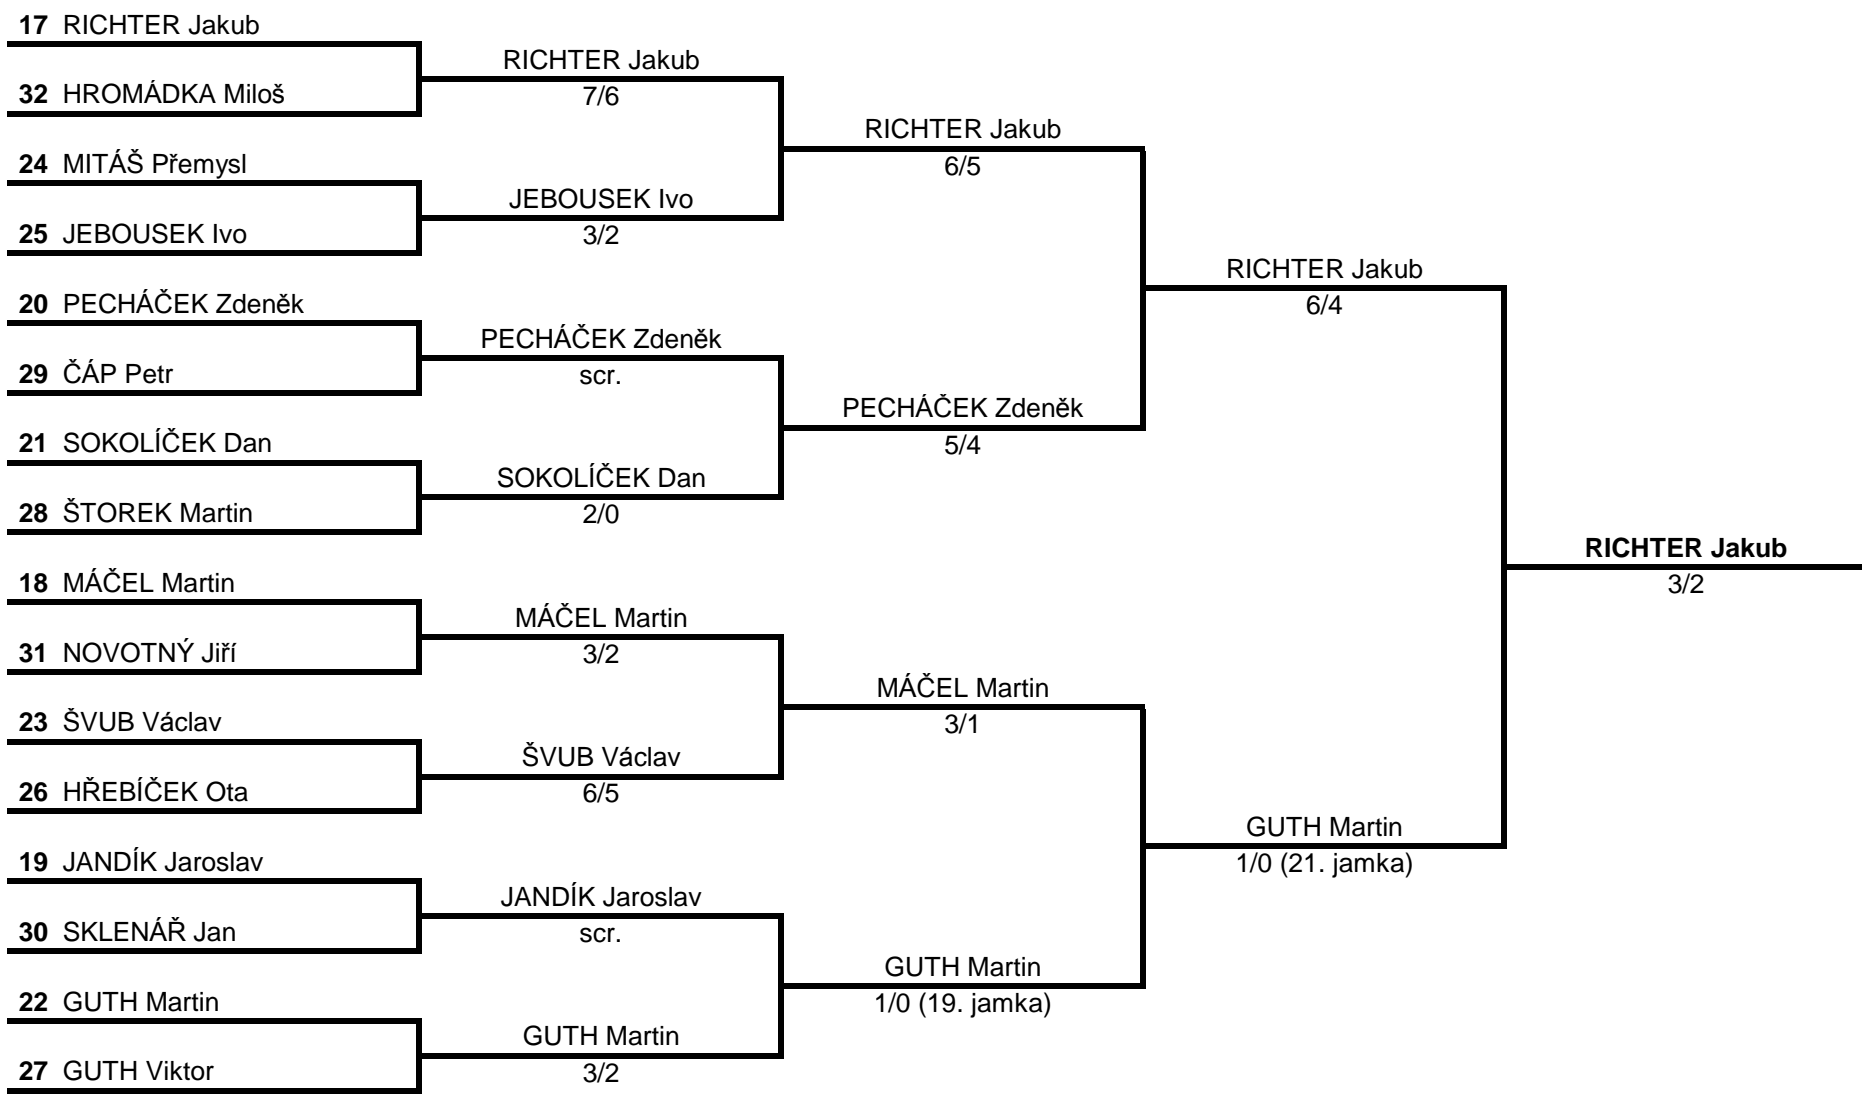 17 RICHTER Jakub
32 HROMÁDKA Miloš
24 MITÁŠ Přemysl
25 JEBOUSEK Ivo
20 PECHÁČEK Zdeněk
29 ČÁP Petr
21 SOKOLÍČEK Dan
28 ŠTOREK Martin
18 MÁČEL Martin
31 NOVOTNÝ Jiří
23 ŠVUB Václav
26 HŘEBÍČEK Ota
19 JANDÍK Jaroslav
30 SKLENÁŘ Jan
22 GUTH Martin
27 GUTH Viktor
RICHTER Jakub
7/6
JEBOUSEK Ivo
3/2
PECHÁČEK Zdeněk
scr.
SOKOLÍČEK Dan
2/0
MÁČEL Martin
3/2
ŠVUB Václav
6/5
JANDÍK Jaroslav
scr.
GUTH Martin
3/2
RICHTER Jakub
6/5
PECHÁČEK Zdeněk
5/4
MÁČEL Martin
3/1
GUTH Martin
1/0 (19. jamka)
RICHTER Jakub
6/4
GUTH Martin
1/0 (21. jamka)
RICHTER Jakub
3/2